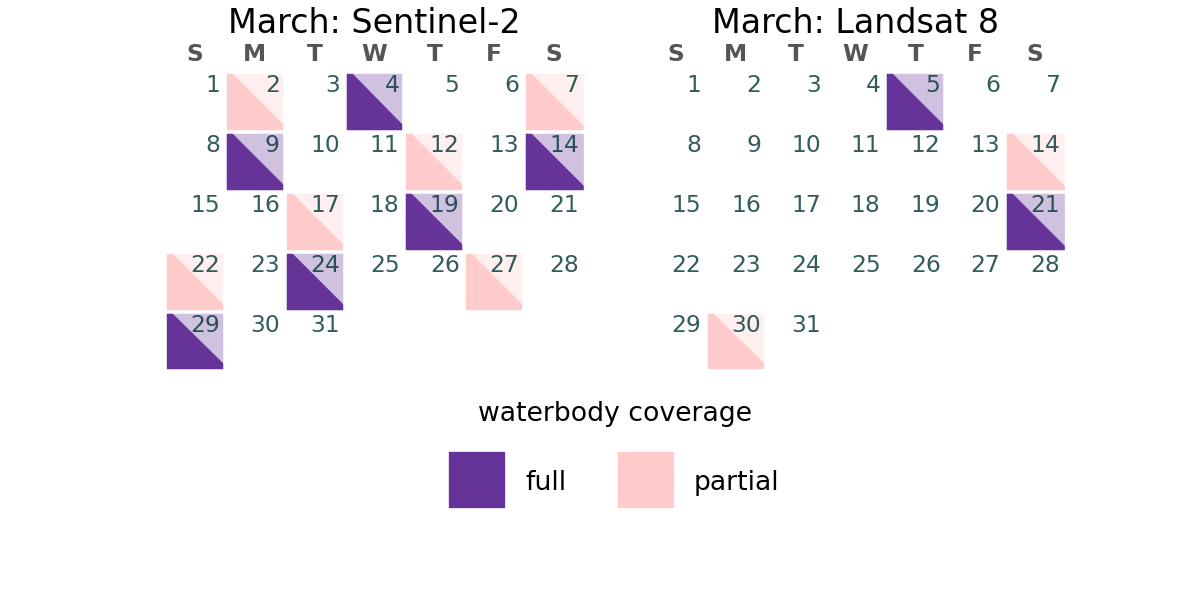 March: Sentinel-2
S M T W T F S
1 2 3 4 5 6 7
8 9 10 11 12 13 14
15 16 17 18 19 20 21
22 23 24 25 26 27 28
29 30 31
March: Landsat 8
S M T W T F S
1 2 3 4 5 6 7
8 9 10 11 12 13 14
15 16 17 18 19 20 21
22 23 24 25 26 27 28
29 30 31
waterbody coverage
full
partial